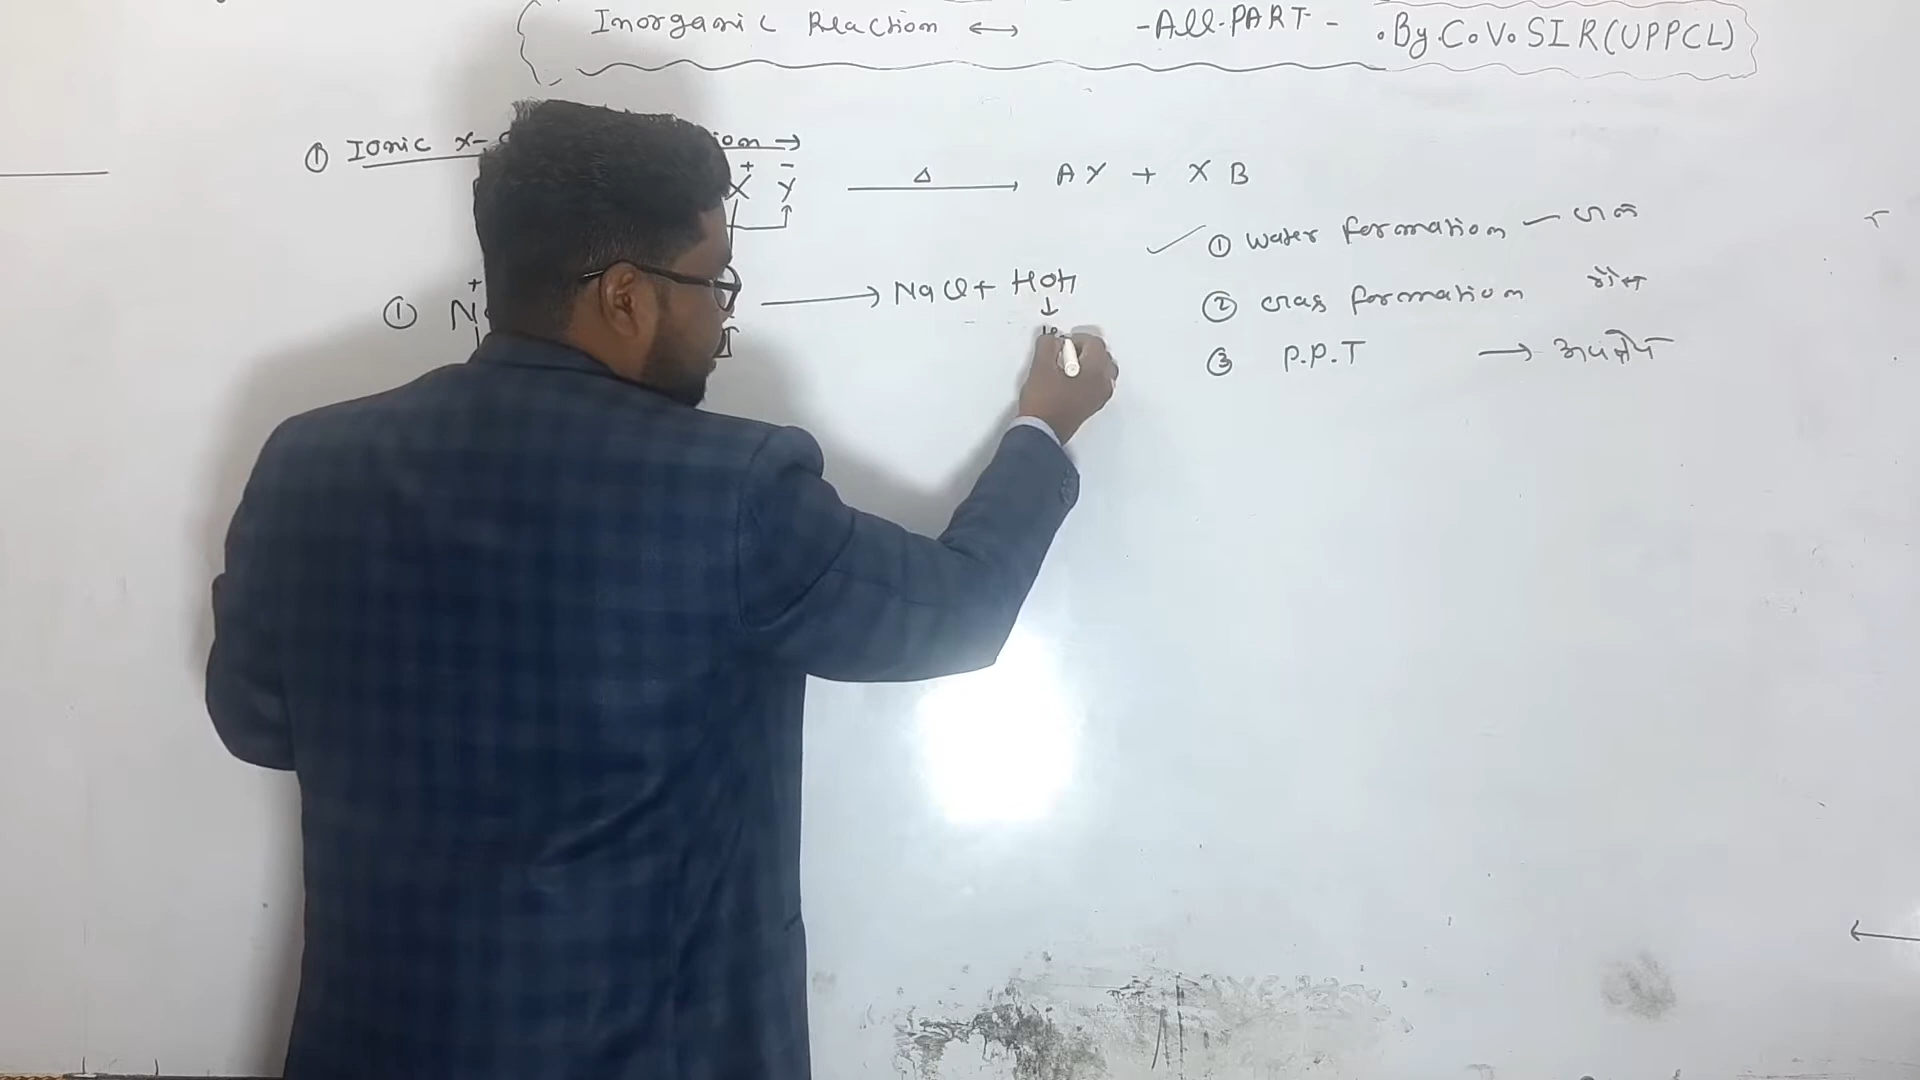 Inorganic Reaction ⟷ -All-PART- . By. C. V. SIR (UPPCL)
① Ionic x- ion →
+ -
X Y —Δ→ AY + XB
✓ ① water formation – जल
② Gas formation गैस
③ P.P.T → अवक्षेप
+
① N → NaCl + HOH
↓